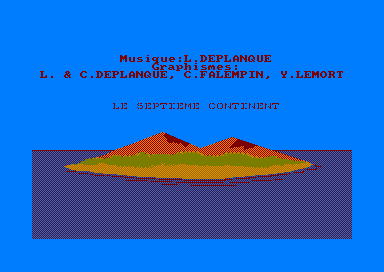 Musique:L.DEPLANQUE
Graphismes:
L. & C.DEPLANQUE, C.FALEMPIN, Y.LEMORT
LE SEPTIEME CONTINENT